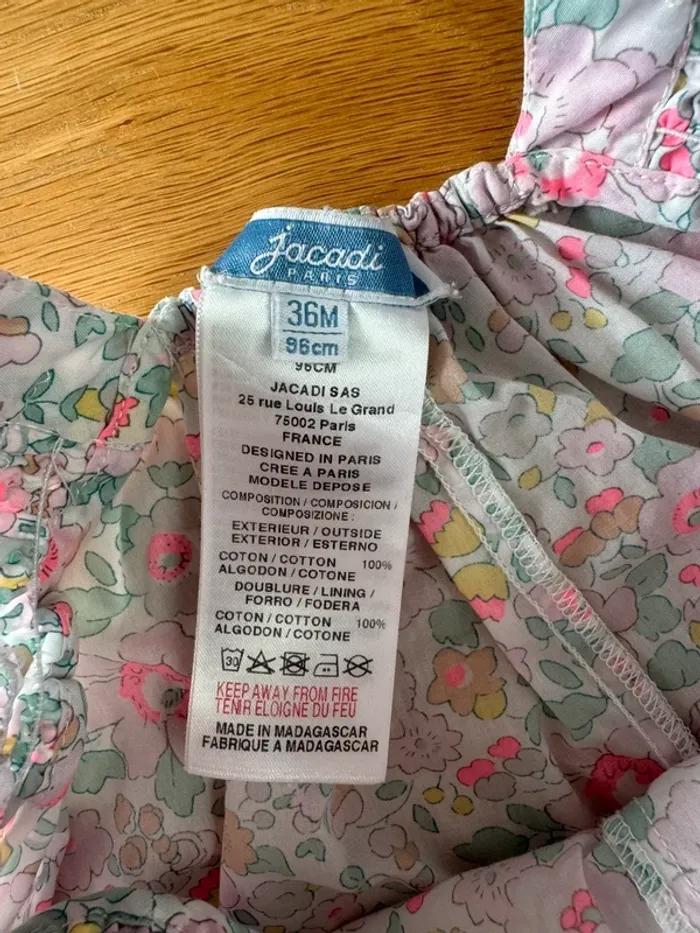 jacadi
PARIS
36M
96cm
96CM
JACADI SAS
25 rue Louis Le Grand
75002 Paris
FRANCE
DESIGNED IN PARIS
CREE A PARIS
MODELE DEPOSE
COMPOSITION / COMPOSICION /
COMPOSIZIONE :
EXTERIEUR / OUTSIDE
EXTERIOR / ESTERNO
COTON / COTTON 100%
ALGODON / COTONE
DOUBLURE / LINING /
FORRO / FODERA
COTON / COTTON 100%
ALGODON / COTONE
30
KEEP AWAY FROM FIRE
TENIR ELOIGNE DU FEU
MADE IN MADAGASCAR
FABRIQUE A MADAGASCAR